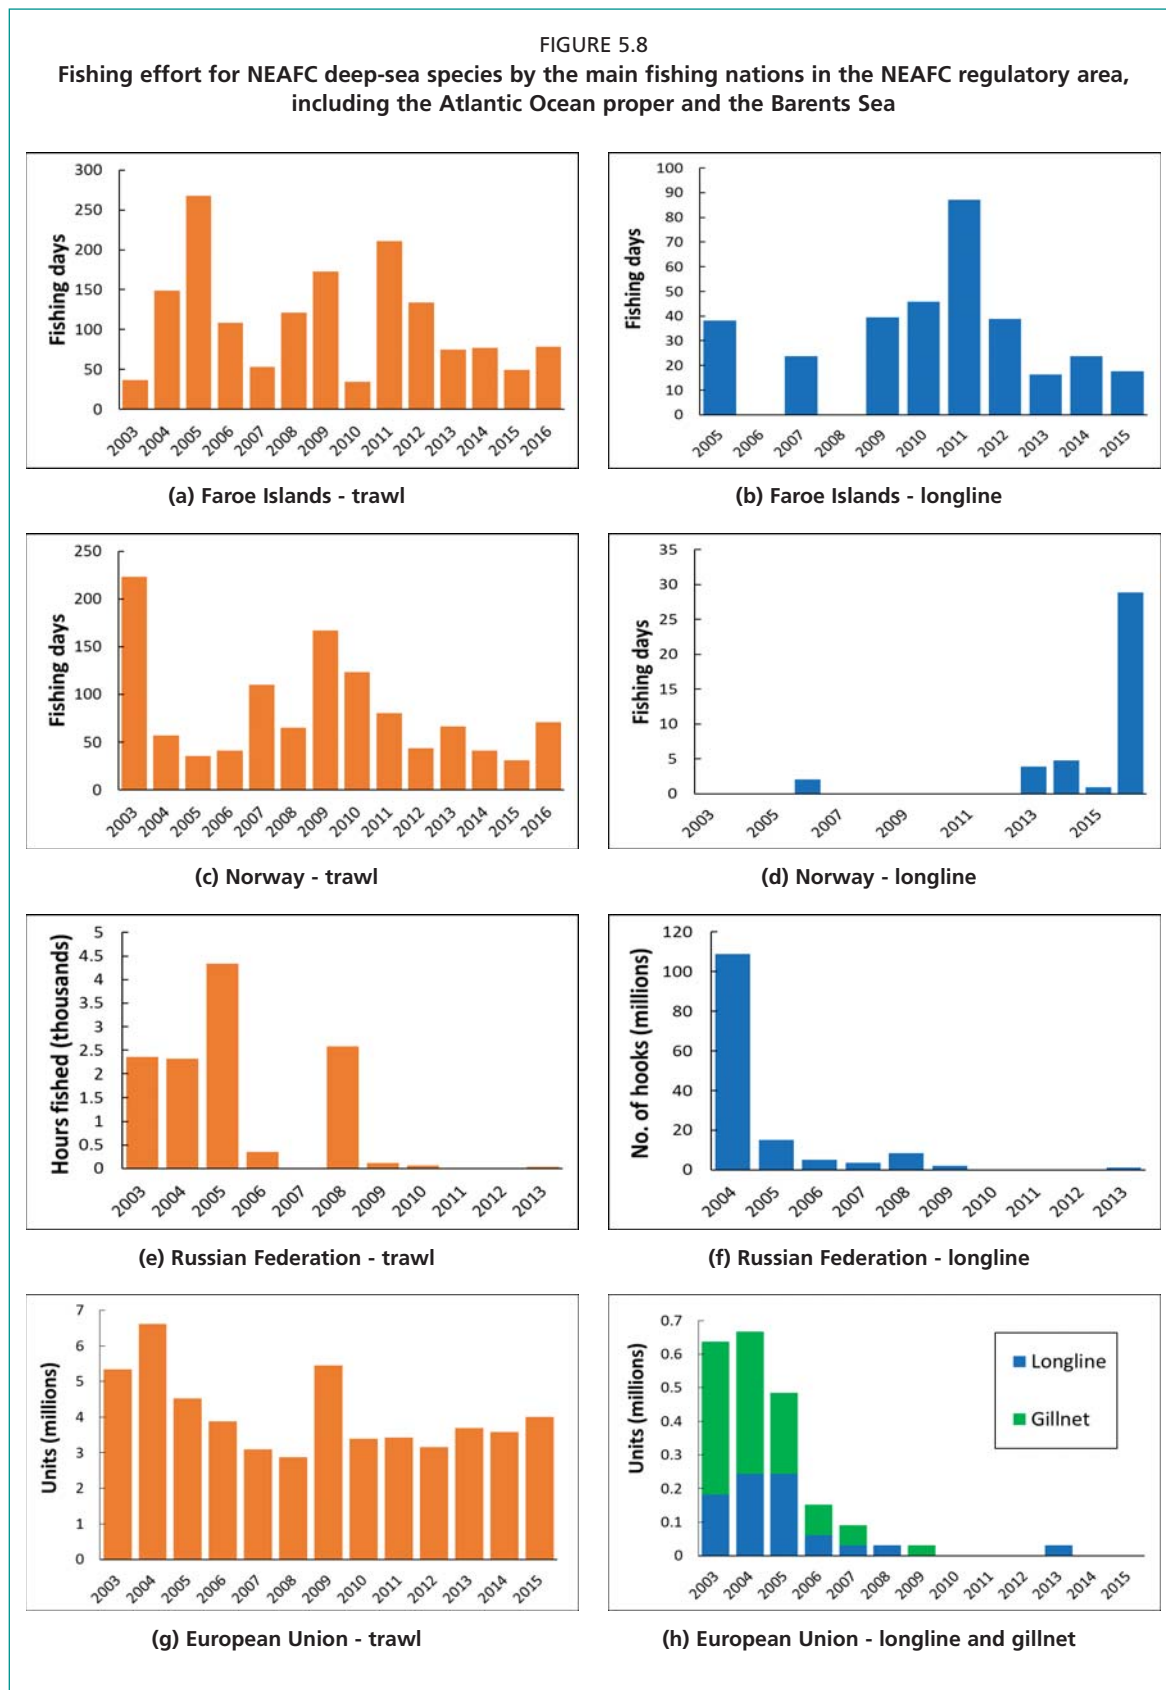 FIGURE 5.8
Fishing effort for NEAFC deep-sea species by the main fishing nations in the NEAFC regulatory area,
including the Atlantic Ocean proper and the Barents Sea
Fishing days
300
250
200
150
100
50
0
2003 2004 2005 2006 2007 2008 2009 2010 2011 2012 2013 2014 2015 2016
(a) Faroe Islands - trawl
Fishing days
100
90
80
70
60
50
40
30
20
10
0
2005 2006 2007 2008 2009 2010 2011 2012 2013 2014 2015
(b) Faroe Islands - longline
Fishing days
250
200
150
100
50
0
2003 2004 2005 2006 2007 2008 2009 2010 2011 2012 2013 2014 2015 2016
(c) Norway - trawl
Fishing days
35
30
25
20
15
10
5
0
2003 2005 2007 2009 2011 2013 2015
(d) Norway - longline
Hours fished (thousands)
5
4.5
4
3.5
3
2.5
2
1.5
1
0.5
0
2003 2004 2005 2006 2007 2008 2009 2010 2011 2012 2013
(e) Russian Federation - trawl
No. of hooks (millions)
120
100
80
60
40
20
0
2004 2005 2006 2007 2008 2009 2010 2011 2012 2013
(f) Russian Federation - longline
Units (millions)
7
6
5
4
3
2
1
0
2003 2004 2005 2006 2007 2008 2009 2010 2011 2012 2013 2014 2015
(g) European Union - trawl
Units (millions)
0.7
0.6
0.5
0.4
0.3
0.2
0.1
0
2003 2004 2005 2006 2007 2008 2009 2010 2011 2012 2013 2014 2015
Longline
Gillnet
(h) European Union - longline and gillnet